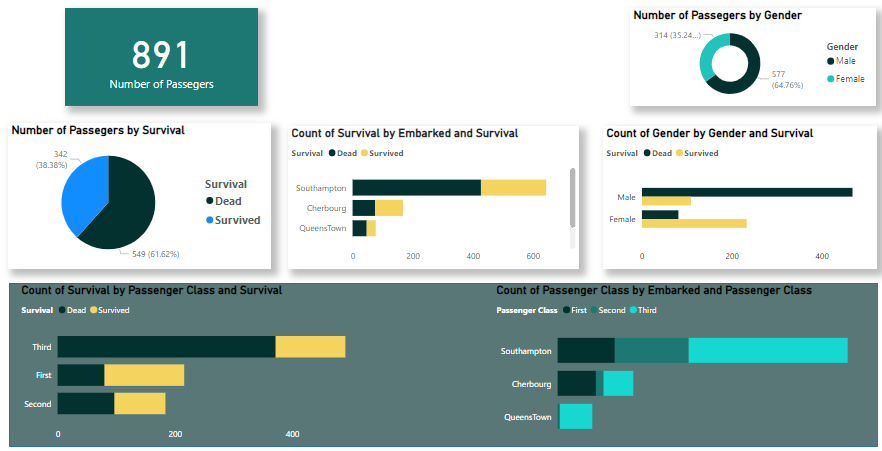 891
Number of Passegers
Number of Passegers by Gender
314 (35.24...)
577
(64.76%)
Gender
Male
Female
Number of Passegers by Survival
342
(38.38%)
549 (61.62%)
Survival
Dead
Survived
Count of Survival by Embarked and Survival
Survival Dead Survived
Southampton
Cherbourg
QueensTown
0 200 400 600
Count of Gender by Gender and Survival
Survival Dead Survived
Male
Female
0 200 400
Count of Survival by Passenger Class and Survival
Survival Dead Survived
Third
First
Second
0 200 400
Count of Passenger Class by Embarked and Passenger Class
Passenger Class First Second Third
Southampton
Cherbourg
QueensTown